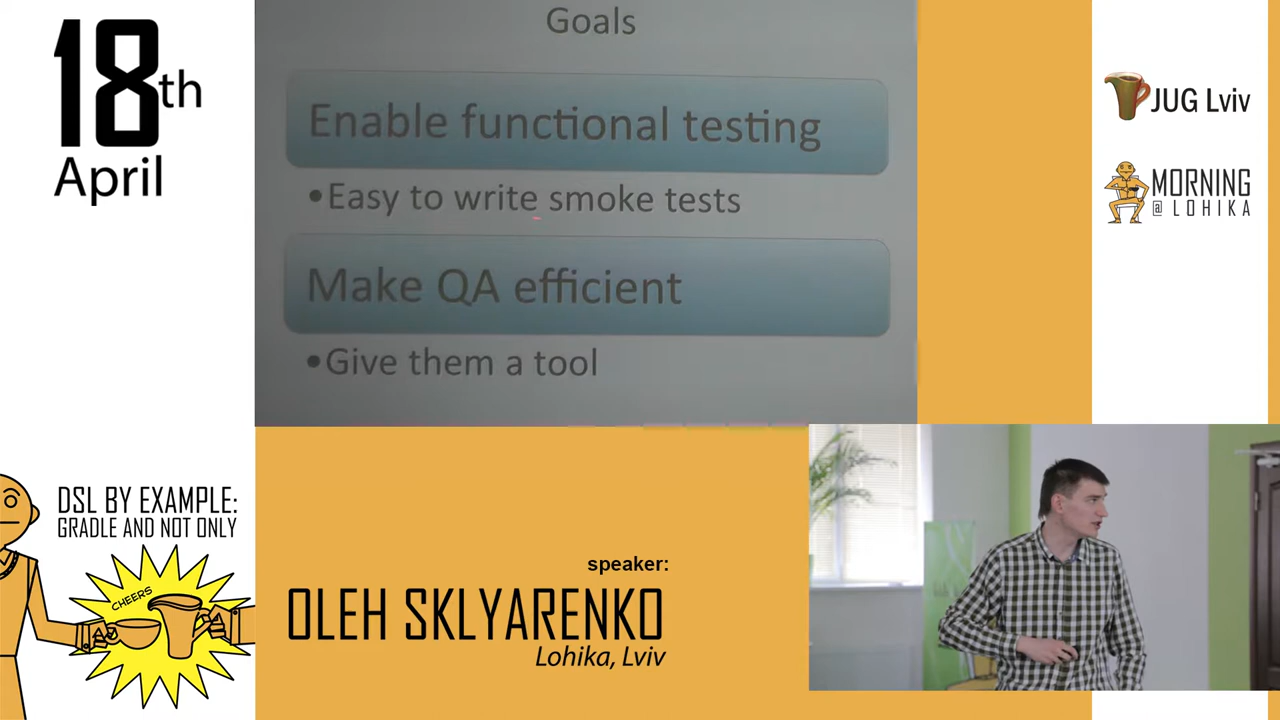 18th
April
Goals
Enable functional testing
•Easy to write smoke tests
Make QA efficient
•Give them a tool
JUG Lviv
MORNING
@ LOHIKA
DSL BY EXAMPLE:
GRADLE AND NOT ONLY
CHEERS
speaker:
OLEH SKLYARENKO
Lohika, Lviv